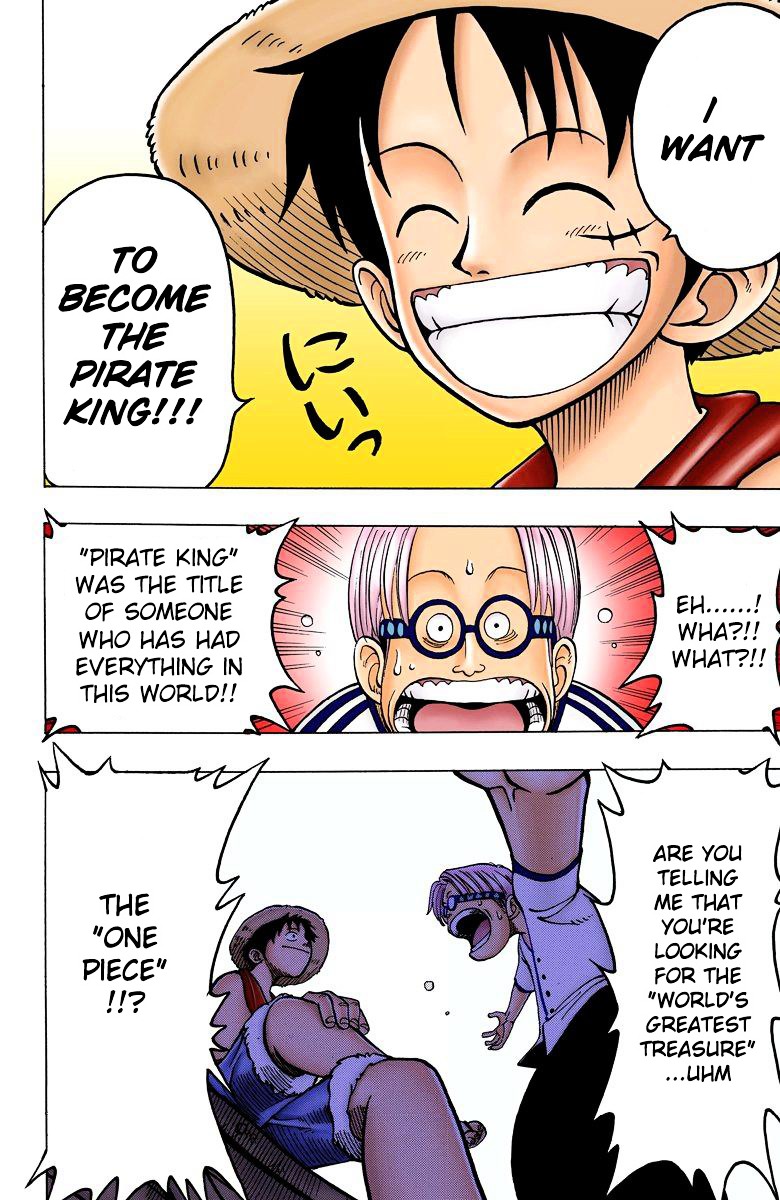 I
WANT
TO
BECOME
THE
PIRATE
KING!!!
にいっ
EH......!
WHA?!!
WHAT?!!
"PIRATE KING"
WAS THE TITLE
OF SOMEONE
WHO HAS HAD
EVERYTHING IN
THIS WORLD!!
ARE YOU
TELLING
ME THAT
YOU'RE
LOOKING
FOR THE
"WORLD'S
GREATEST
TREASURE"
...UHM
THE
"ONE
PIECE"
!!?